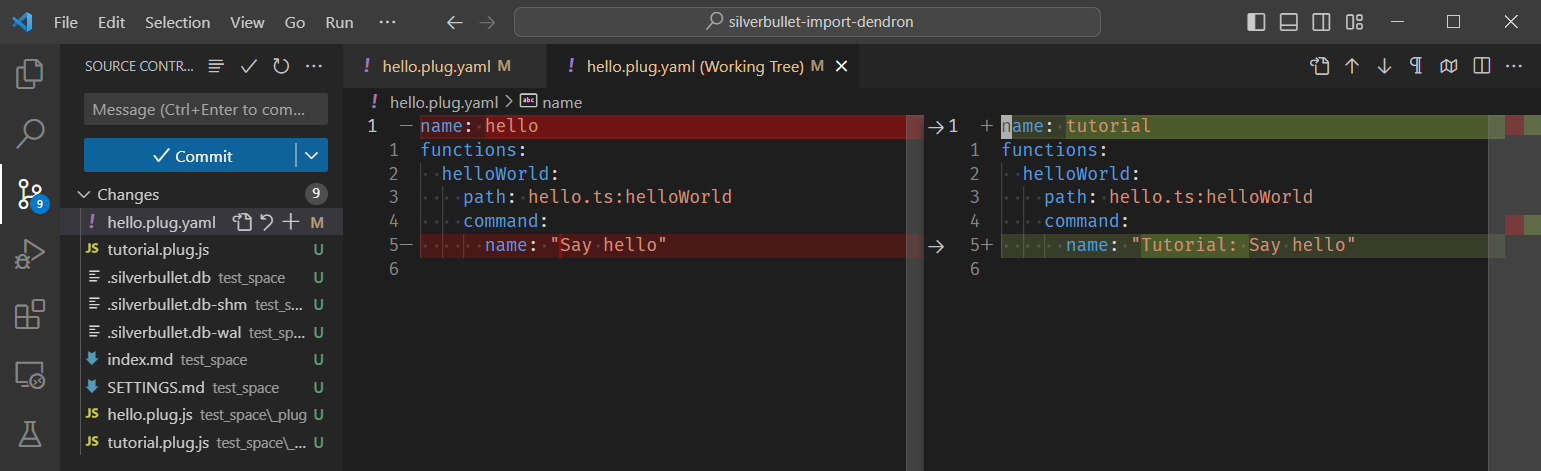 File Edit Selection View Go Run ··· silverbullet-import-dendron
SOURCE CONTR...
Message (Ctrl+Enter to com...
Commit
Changes 9
9
hello.plug.yaml M
tutorial.plug.js U
.silverbullet.db test_space U
.silverbullet.db-shm test_s... U
.silverbullet.db-wal test_sp... U
index.md test_space U
SETTINGS.md test_space U
hello.plug.js test_space\_plug U
tutorial.plug.js test_space\_... U
hello.plug.yaml M
hello.plug.yaml (Working Tree) M
hello.plug.yaml > abc name
1 − name: hello
1 functions:
2 helloWorld:
3 path: hello.ts:helloWorld
4 command:
5− name: "Say hello"
6
1 + name: tutorial
1 functions:
2 helloWorld:
3 path: hello.ts:helloWorld
4 command:
5+ name: "Tutorial: Say hello"
6